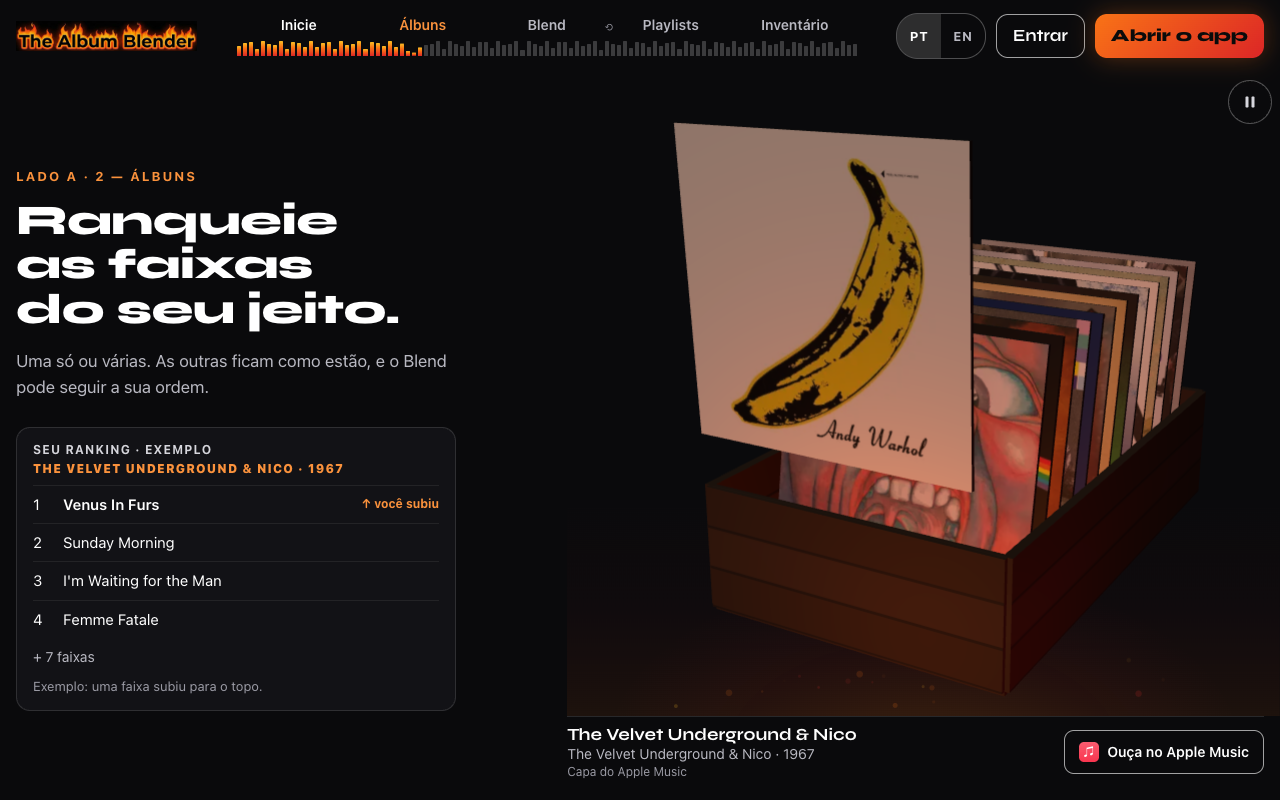 The Album Blender
Inicie
Álbuns
Blend
Playlists
Inventário
PT
EN
Entrar
Abrir o app
LADO A · 2 — ÁLBUNS
Ranqueie
as faixas
do seu jeito.
Uma só ou várias. As outras ficam como estão, e o Blend
pode seguir a sua ordem.
SEU RANKING · EXEMPLO
THE VELVET UNDERGROUND & NICO · 1967
1 Venus In Furs ↑ você subiu
2 Sunday Morning
3 I'm Waiting for the Man
4 Femme Fatale
+ 7 faixas
Exemplo: uma faixa subiu para o topo.
Andy Warhol
The Velvet Underground & Nico
The Velvet Underground & Nico · 1967
Capa do Apple Music
Ouça no Apple Music